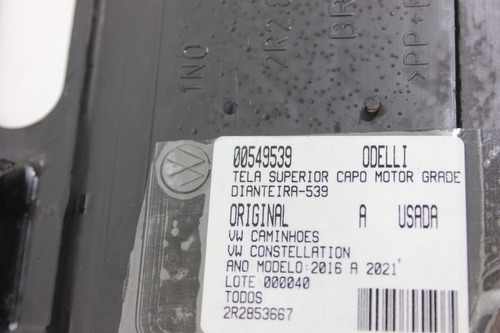 1NO
2R2.8
BR
>PP+E
00549539 ODELLI
TELA SUPERIOR CAPO MOTOR GRADE
DIANTEIRA-539
ORIGINAL A USADA
VW CAMINHOES
VW CONSTELLATION
ANO MODELO:2016 A 2021
LOTE:000040
TODOS
2R2853667